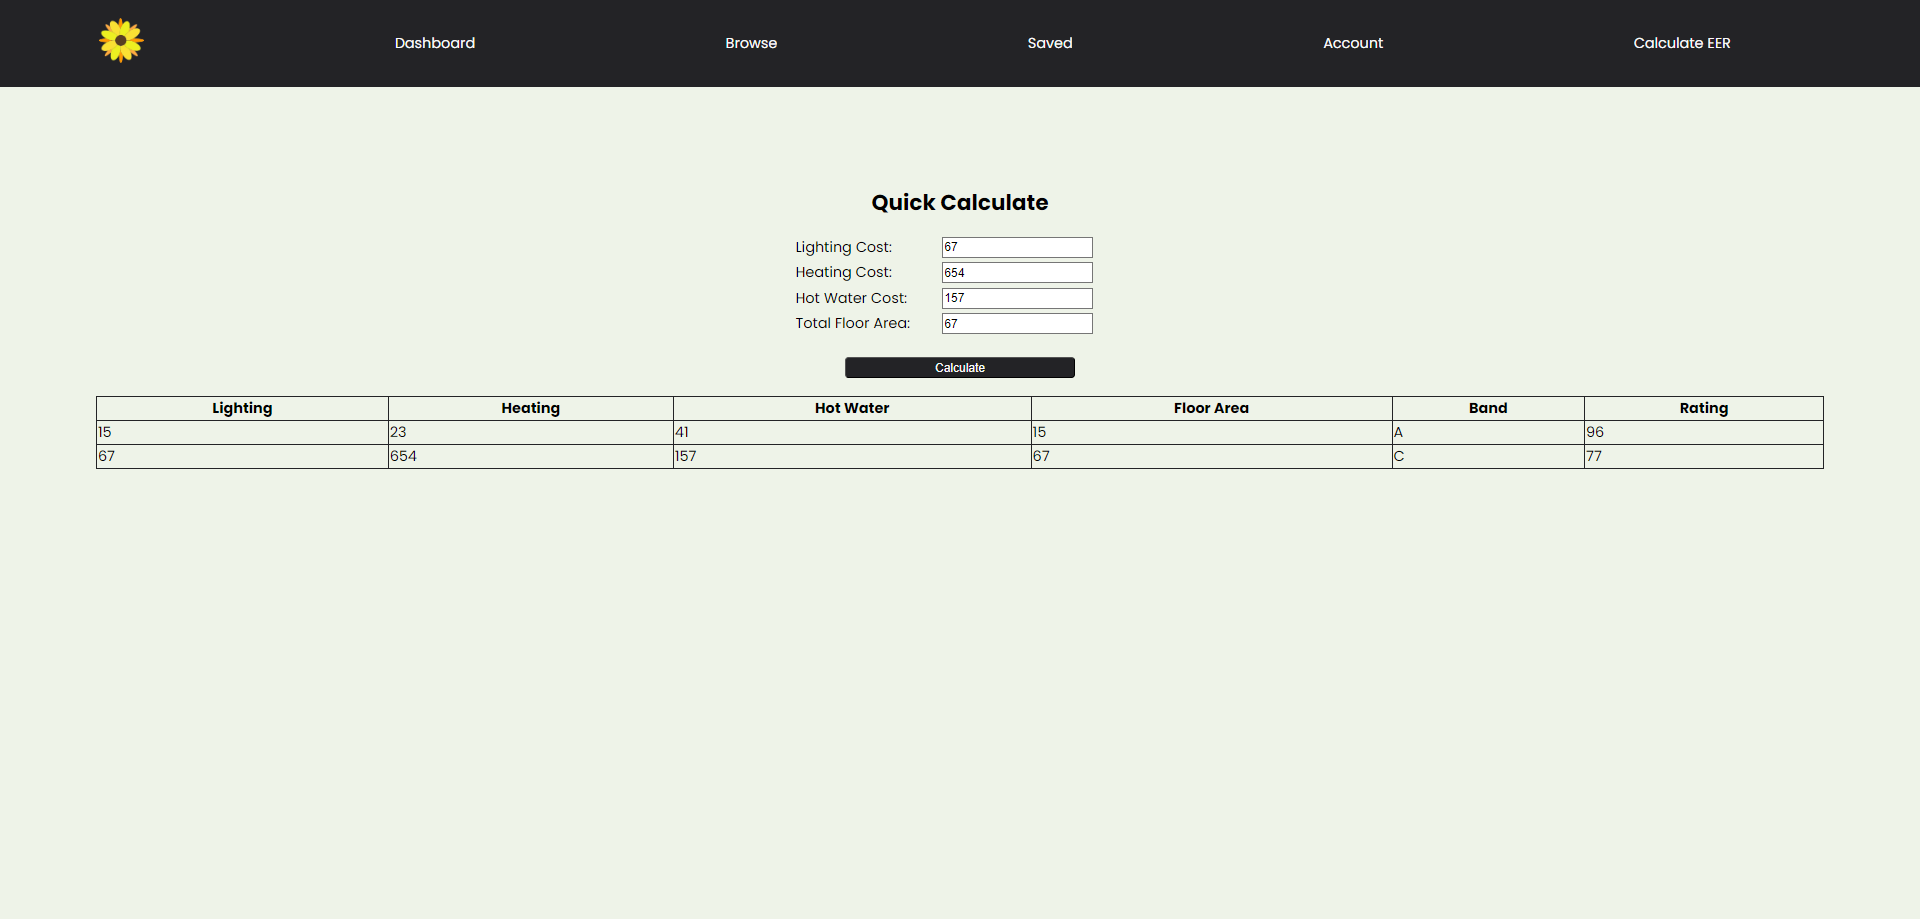 Dashboard Browse Saved Account Calculate EER
Quick Calculate
Lighting Cost: 67
Heating Cost: 654
Hot Water Cost: 157
Total Floor Area: 67
Calculate
Lighting Heating Hot Water Floor Area Band Rating
15 23 41 15 A 96
67 654 157 67 C 77